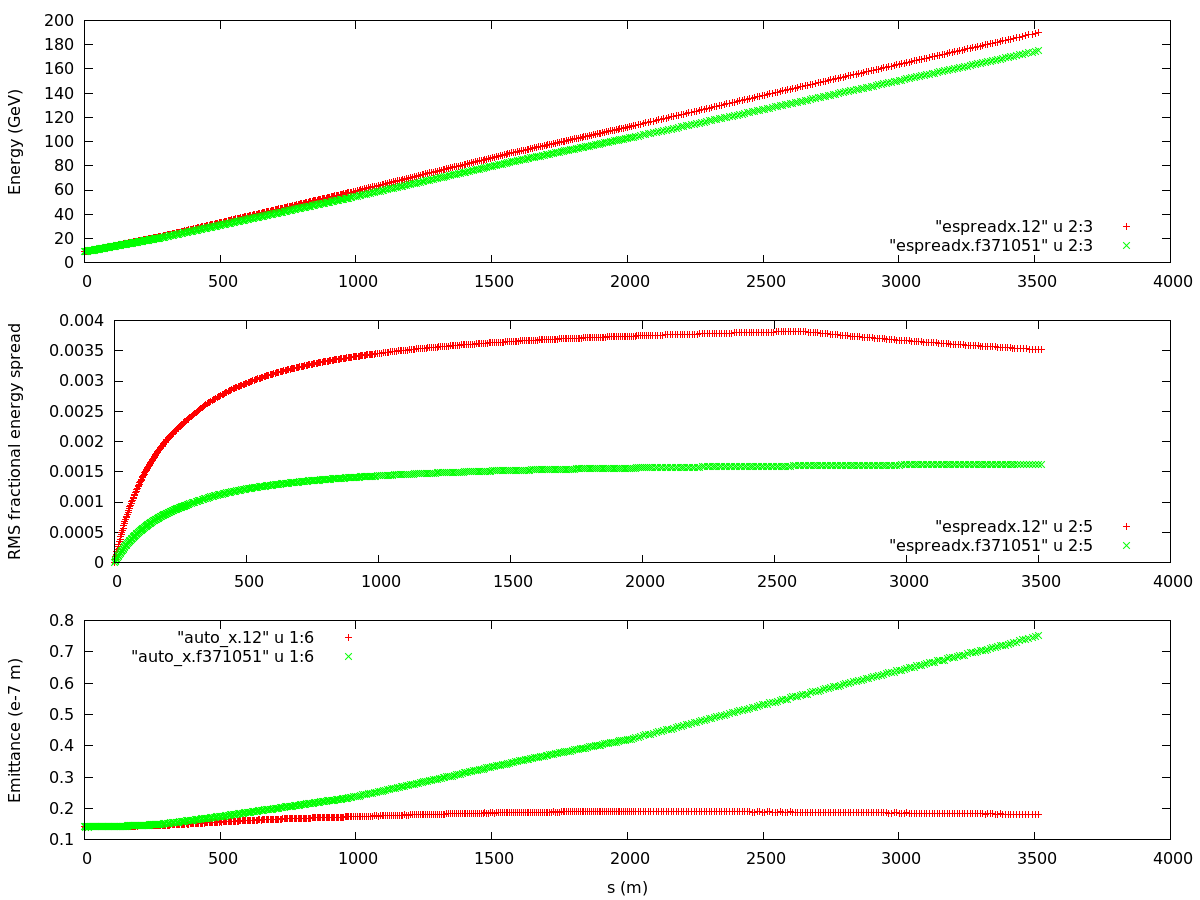 200
180
160
140
120
100
80
60
40
20
0
Energy (GeV)
"espreadx.12" u 2:3
"espreadx.f371051" u 2:3
0 500 1000 1500 2000 2500 3000 3500 4000
0.004
0.0035
0.003
0.0025
0.002
0.0015
0.001
0.0005
0
RMS fractional energy spread
"espreadx.12" u 2:5
"espreadx.f371051" u 2:5
0 500 1000 1500 2000 2500 3000 3500 4000
0.8
0.7
0.6
0.5
0.4
0.3
0.2
0.1
Emittance (e-7 m)
"auto_x.12" u 1:6
"auto_x.f371051" u 1:6
0 500 1000 1500 2000 2500 3000 3500 4000
s (m)